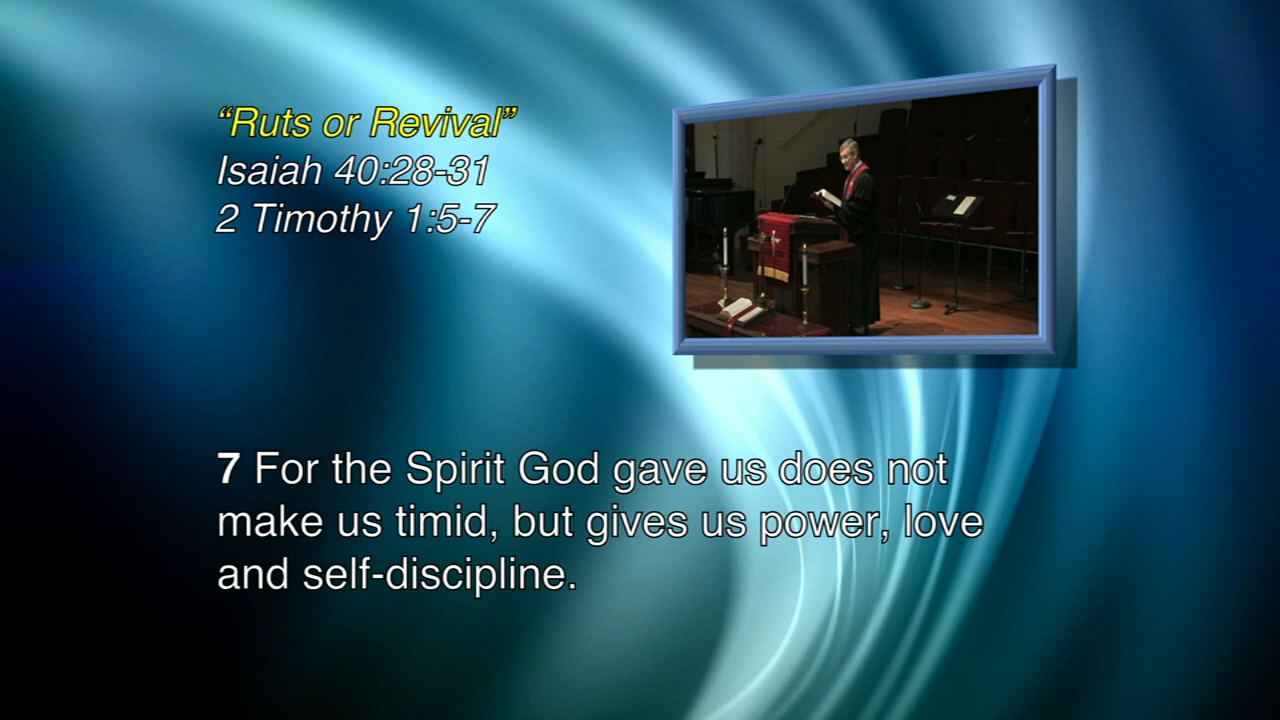 “Ruts or Revival”
Isaiah 40:28-31
2 Timothy 1:5-7
7 For the Spirit God gave us does not
make us timid, but gives us power, love
and self-discipline.